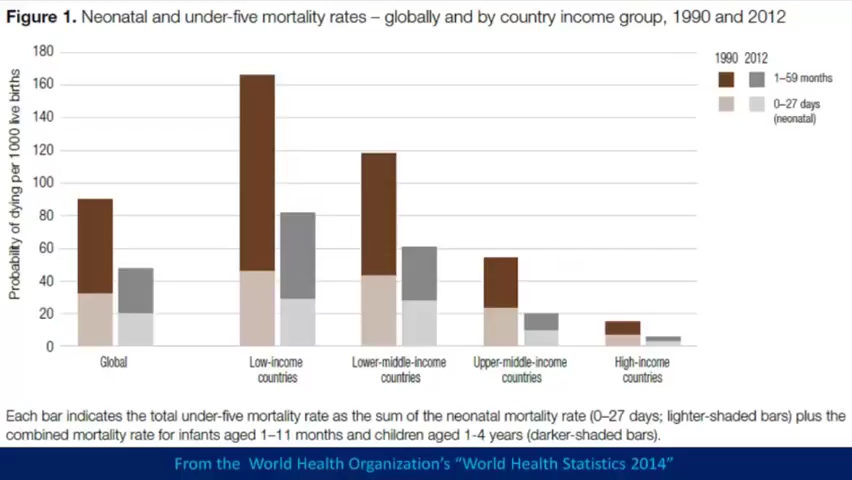 Figure 1. Neonatal and under-five mortality rates – globally and by country income group, 1990 and 2012
Probability of dying per 1000 live births
180
160
140
120
100
80
60
40
20
0
1990 2012
1–59 months
0–27 days
(neonatal)
Global
Low-income
countries
Lower-middle-income
countries
Upper-middle-income
countries
High-income
countries
Each bar indicates the total under-five mortality rate as the sum of the neonatal mortality rate (0–27 days; lighter-shaded bars) plus the
combined mortality rate for infants aged 1–11 months and children aged 1-4 years (darker-shaded bars).
From the World Health Organization's "World Health Statistics 2014"